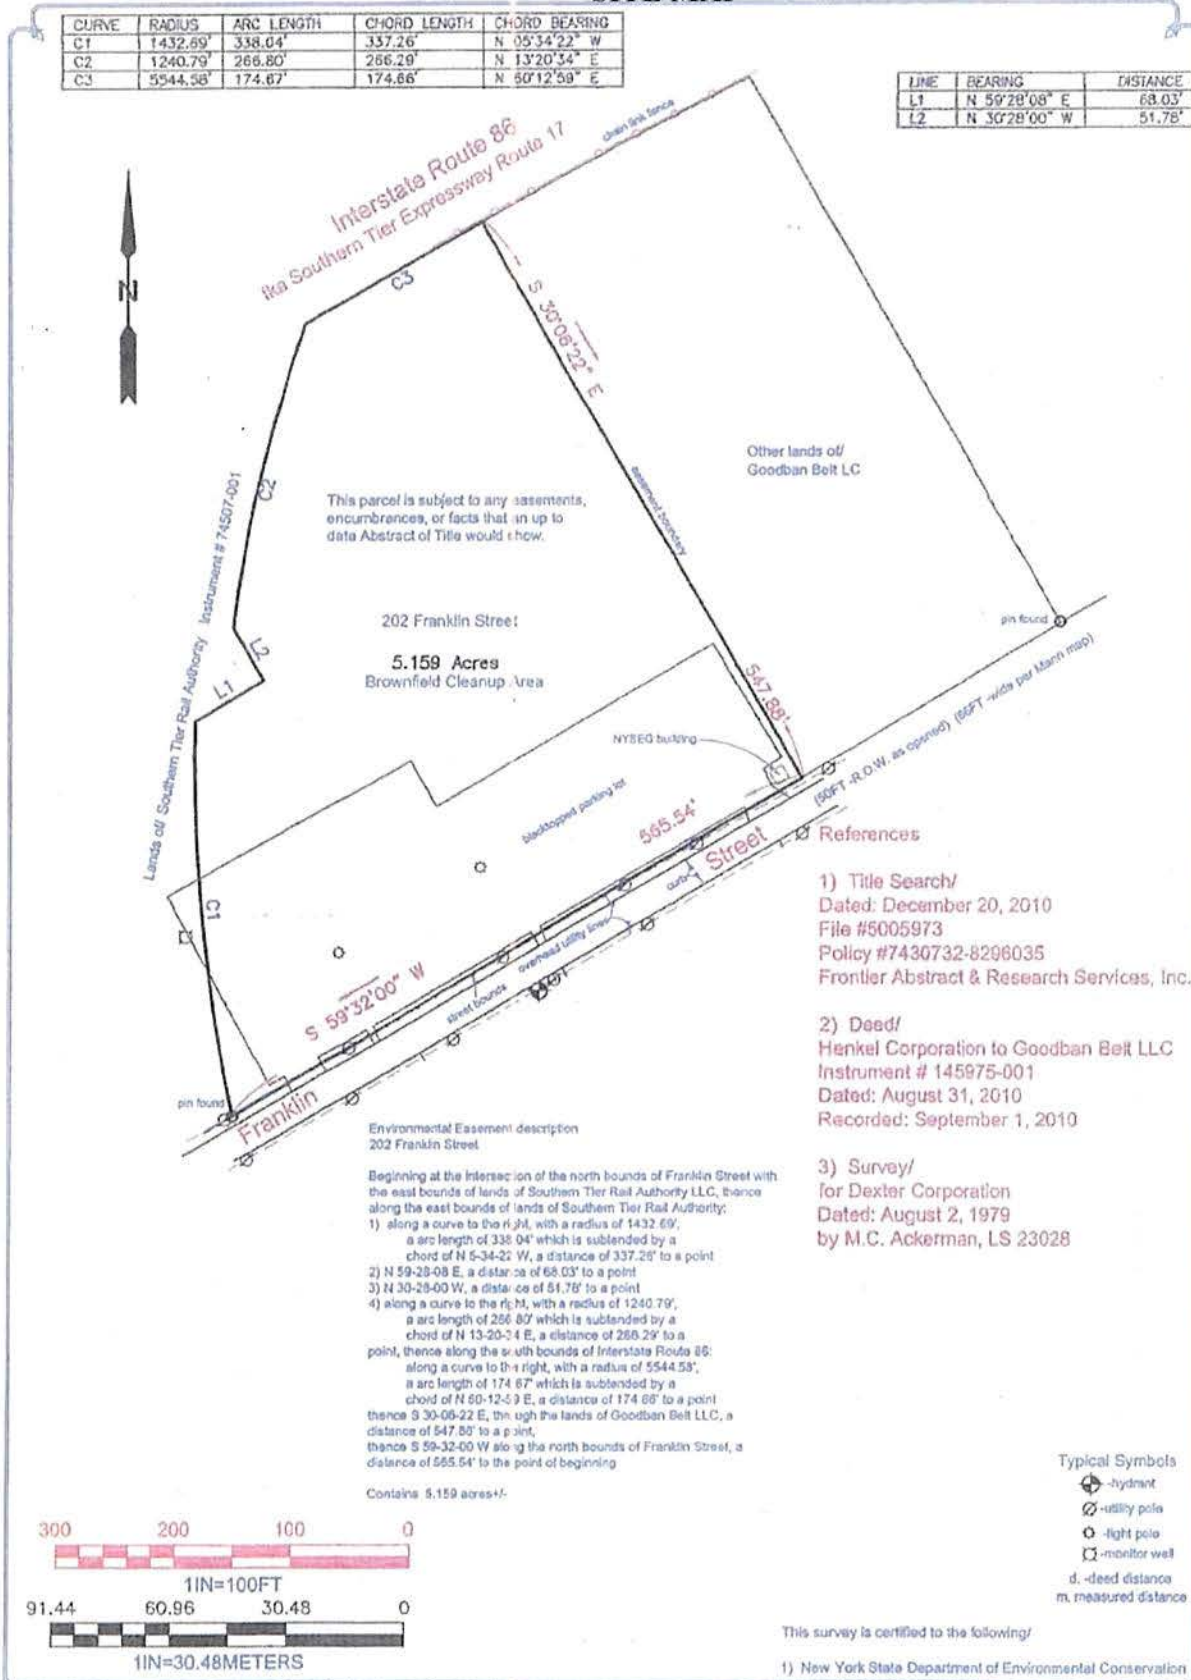 CURVE RADIUS ARC LENGTH CHORD LENGTH CHORD BEARING
C1 1432.69' 338.04' 337.26' N 05°34'22" W
C2 1240.79' 266.80' 266.29' N 13°20'34" E
C3 5544.58' 174.67' 174.66' N 60°12'59" E
LINE BEARING DISTANCE
L1 N 59°28'08" E 68.03'
L2 N 30°28'00" W 51.78'
Interstate Route 86
fka Southern Tier Expressway Route 17
chain link fence
N
C3
S 30°06'22" E
C2
Lands of/ Southern Tier Rail Authority Instrument # 74507-001
easement boundary
Other lands of/
Goodban Belt LC
This parcel is subject to any easements,
encumbrances, or facts that an up to
date Abstract of Title would show.
202 Franklin Street
5.159 Acres
Brownfield Cleanup Area
L2
L1
pin found
547.88'
NYSEG building
(50FT -R.O.W. as opened) (66FT -wide per Mann map)
blacktopped parking lot
565.54'
Street
curb
C1
overhead utility lines
street bounds
S 59°32'00" W
pin found
Franklin
References
1) Title Search/
Dated: December 20, 2010
File #5005973
Policy #7430732-8296035
Frontier Abstract & Research Services, Inc.
2) Deed/
Henkel Corporation to Goodban Belt LLC
Instrument # 145975-001
Dated: August 31, 2010
Recorded: September 1, 2010
3) Survey/
for Dexter Corporation
Dated: August 2, 1979
by M.C. Ackerman, LS 23028
Environmental Easement description
202 Franklin Street
Beginning at the intersection of the north bounds of Franklin Street with
the east bounds of lands of Southern Tier Rail Authority LLC, thence
along the east bounds of lands of Southern Tier Rail Authority:
1) along a curve to the right, with a radius of 1432.69',
a arc length of 338.04' which is subtended by a
chord of N 5-34-22 W, a distance of 337.26' to a point
2) N 59-28-08 E, a distance of 68.03' to a point
3) N 30-28-00 W, a distance of 51.78' to a point
4) along a curve to the right, with a radius of 1240.79',
a arc length of 266.80' which is subtended by a
chord of N 13-20-34 E, a distance of 266.29' to a
point, thence along the south bounds of Interstate Route 86:
along a curve to the right, with a radius of 5544.58',
a arc length of 174.67' which is subtended by a
chord of N 60-12-59 E, a distance of 174.66' to a point
thence S 30-06-22 E, through the lands of Goodban Belt LLC, a
distance of 547.88' to a point,
thence S 59-32-00 W along the north bounds of Franklin Street, a
distance of 565.54' to the point of beginning
Contains 5.159 acres+/-
Typical Symbols
-hydrant
-utility pole
-light pole
-monitor well
d. -deed distance
m. measured distance
300 200 100 0
1IN=100FT
91.44 60.96 30.48 0
1IN=30.48METERS
This survey is certified to the following/
1) New York State Department of Environmental Conservation